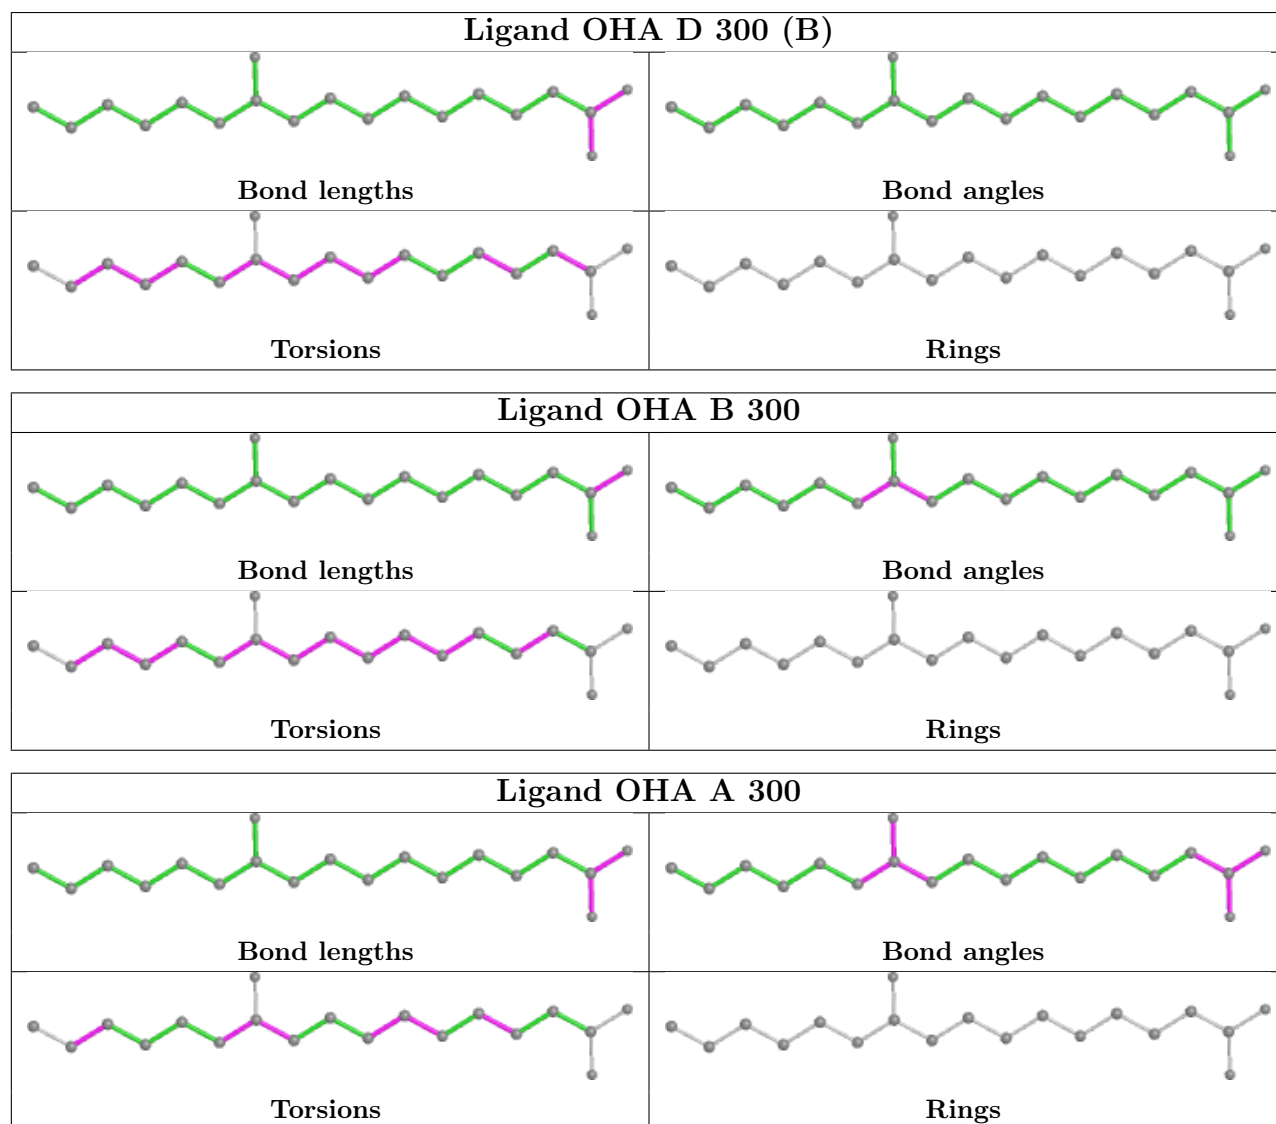 Ligand OHA D 300 (B)
Bond lengths
Bond angles
Torsions
Rings
Ligand OHA B 300
Bond lengths
Bond angles
Torsions
Rings
Ligand OHA A 300
Bond lengths
Bond angles
Torsions
Rings